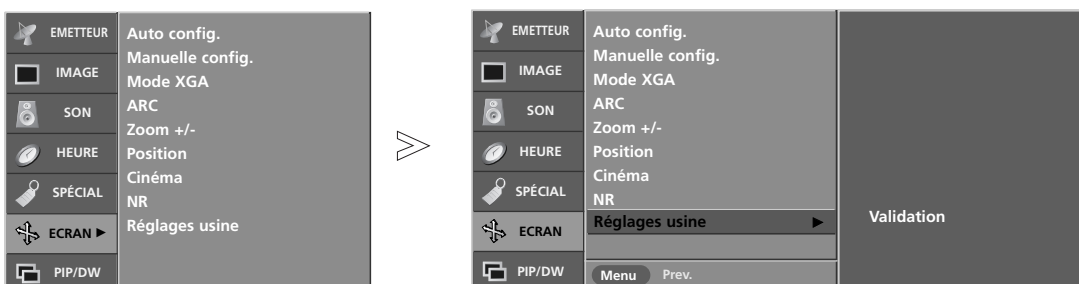 EMETTEUR
IMAGE
SON
HEURE
SPÉCIAL
ECRAN ►
PIP/DW
Auto config.
Manuelle config.
Mode XGA
ARC
Zoom +/-
Position
Cinéma
NR
Réglages usine
EMETTEUR
IMAGE
SON
HEURE
SPÉCIAL
ECRAN
PIP/DW
Auto config.
Manuelle config.
Mode XGA
ARC
Zoom +/-
Position
Cinéma
NR
Réglages usine ►
Menu Prev.
Validation